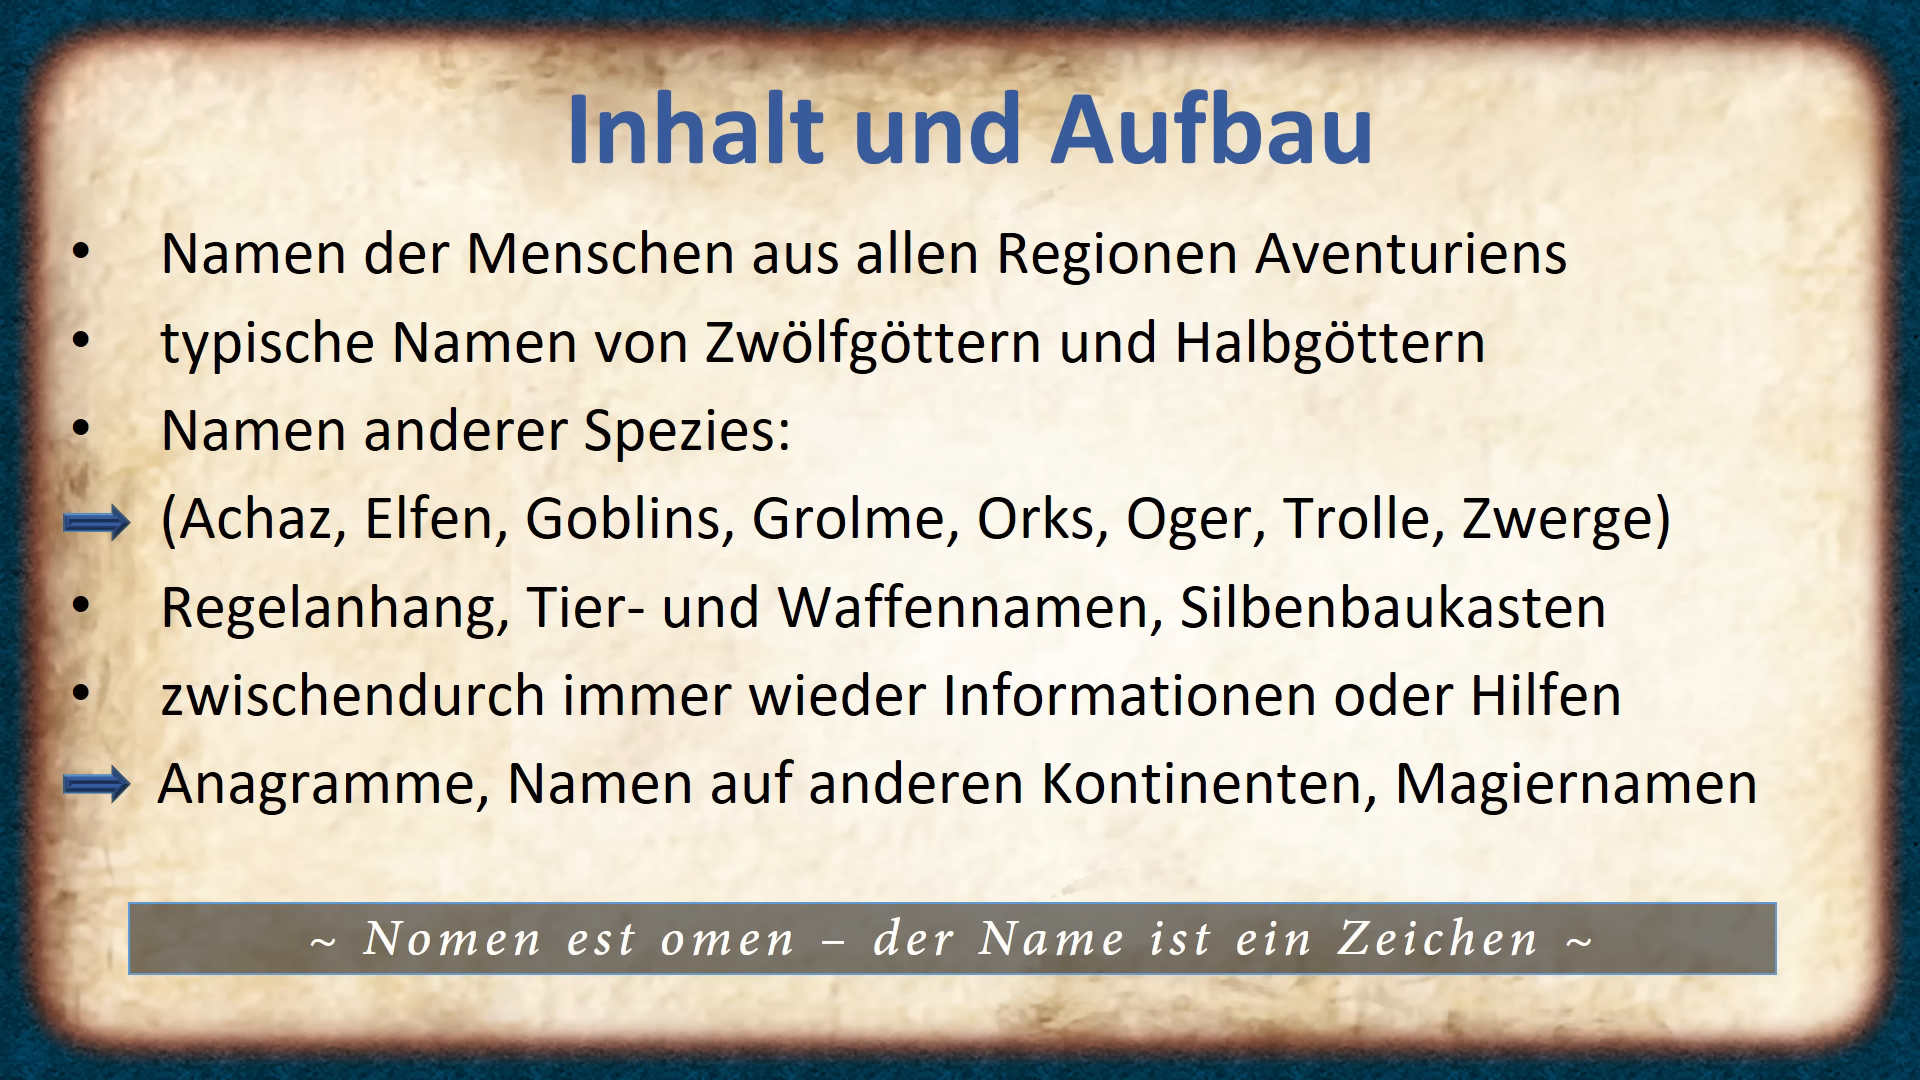 Inhalt und Aufbau
• Namen der Menschen aus allen Regionen Aventuriens
• typische Namen von Zwölfgöttern und Halbgöttern
• Namen anderer Spezies:
(Achaz, Elfen, Goblins, Grolme, Orks, Oger, Trolle, Zwerge)
• Regelanhang, Tier- und Waffennamen, Silbenbaukasten
• zwischendurch immer wieder Informationen oder Hilfen
Anagramme, Namen auf anderen Kontinenten, Magiernamen
~ Nomen est omen – der Name ist ein Zeichen ~